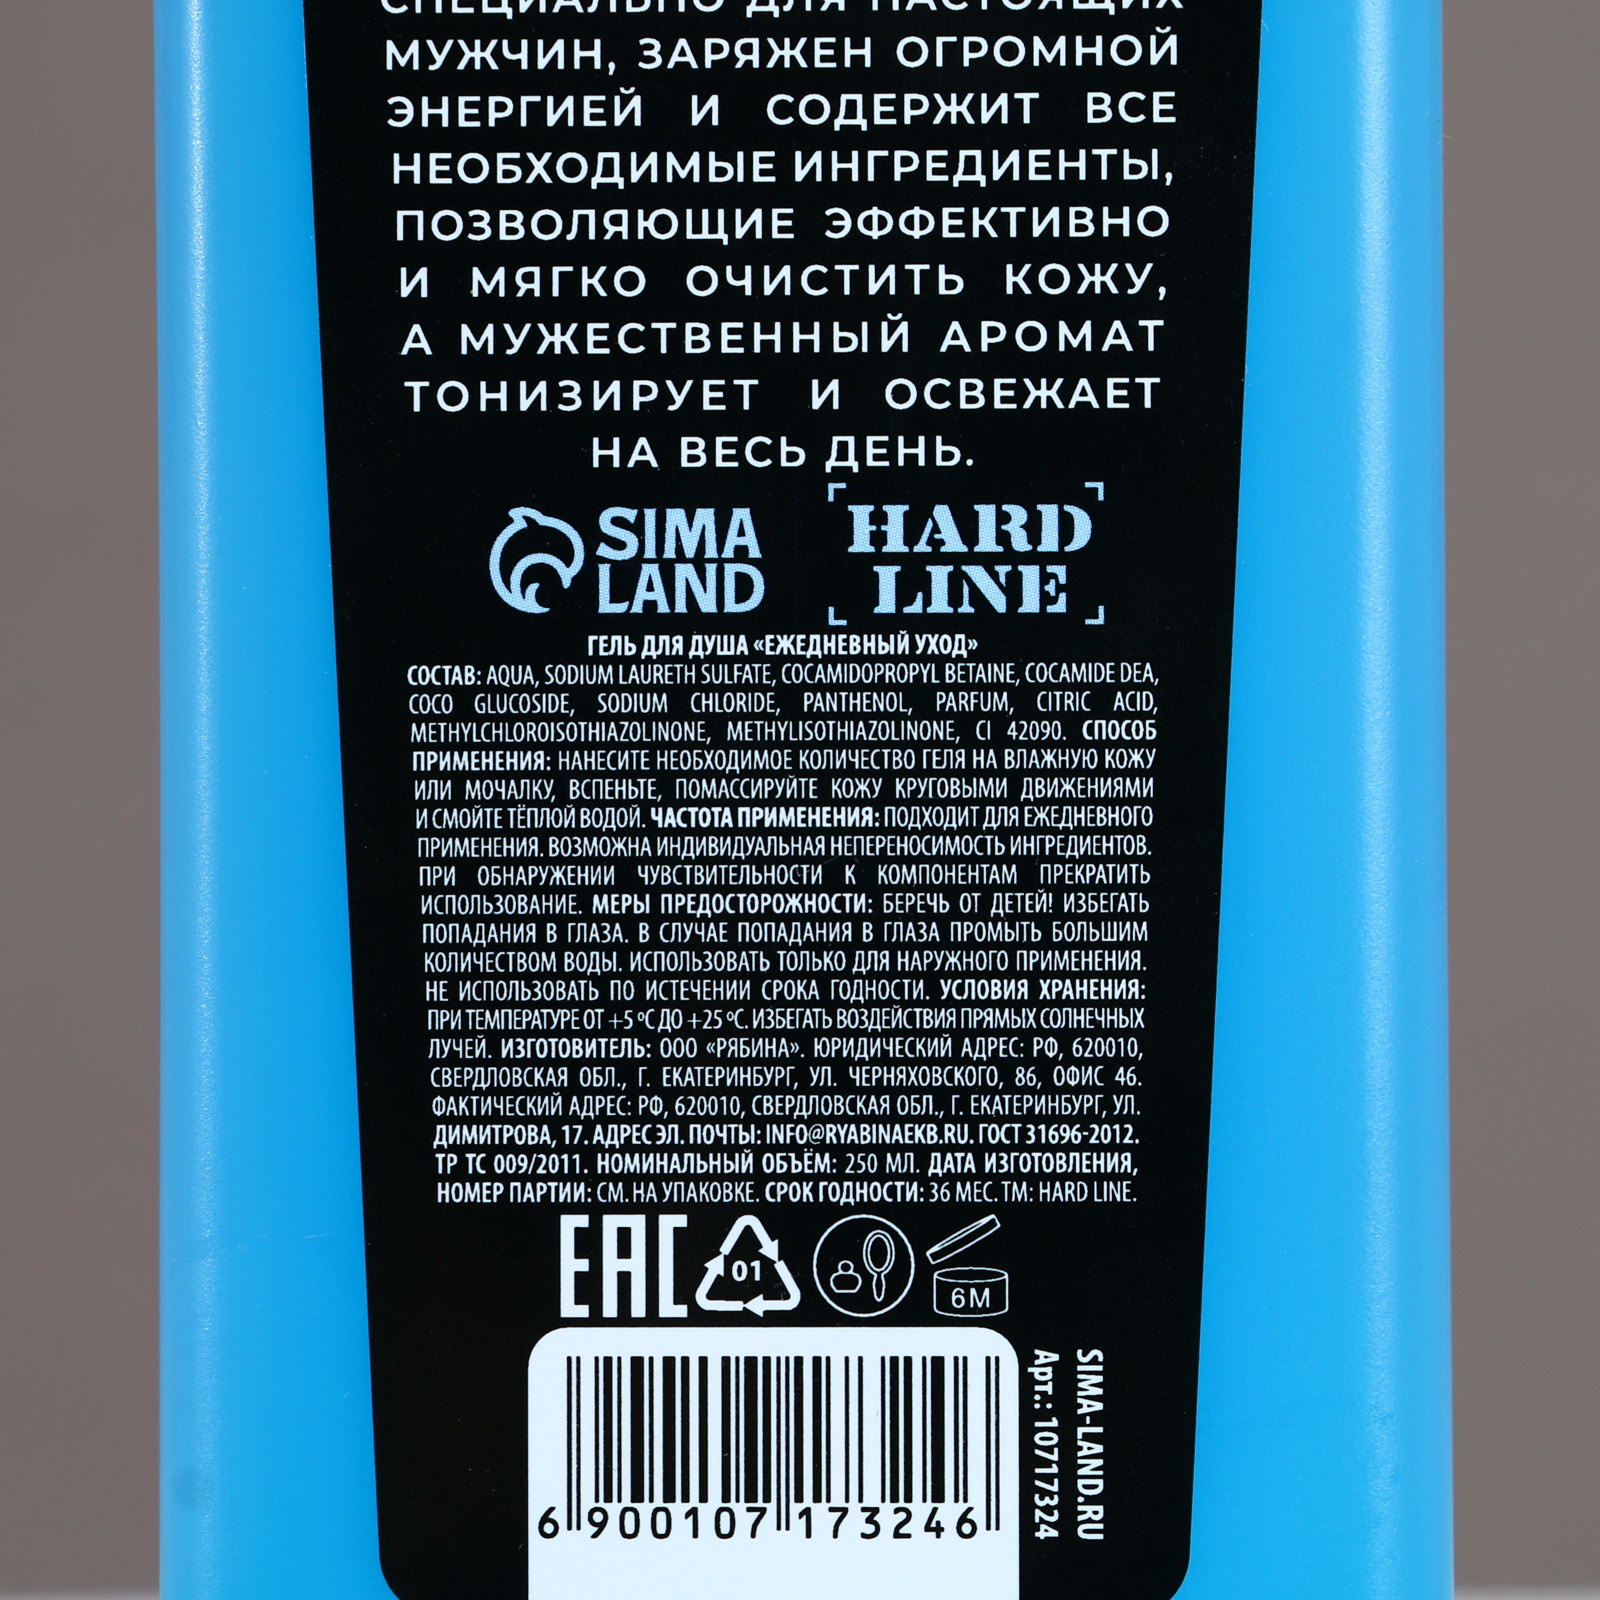 СПЕЦИАЛЬНО ДЛЯ НАСТОЯЩИХ
МУЖЧИН, ЗАРЯЖЕН ОГРОМНОЙ
ЭНЕРГИЕЙ И СОДЕРЖИТ ВСЕ
НЕОБХОДИМЫЕ ИНГРЕДИЕНТЫ,
ПОЗВОЛЯЮЩИЕ ЭФФЕКТИВНО
И МЯГКО ОЧИСТИТЬ КОЖУ,
А МУЖЕСТВЕННЫЙ АРОМАТ
ТОНИЗИРУЕТ И ОСВЕЖАЕТ
НА ВЕСЬ ДЕНЬ.
SIMA
LAND
HARD
LINE
ГЕЛЬ ДЛЯ ДУША «ЕЖЕДНЕВНЫЙ УХОД»
СОСТАВ: AQUA, SODIUM LAURETH SULFATE, COCAMIDOPROPYL BETAINE, COCAMIDE DEA,
COCO GLUCOSIDE, SODIUM CHLORIDE, PANTHENOL, PARFUM, CITRIC ACID,
METHYLCHLOROISOTHIAZOLINONE, METHYLISOTHIAZOLINONE, CI 42090. СПОСОБ
ПРИМЕНЕНИЯ: НАНЕСИТЕ НЕОБХОДИМОЕ КОЛИЧЕСТВО ГЕЛЯ НА ВЛАЖНУЮ КОЖУ
ИЛИ МОЧАЛКУ, ВСПЕНЬТЕ, ПОМАССИРУЙТЕ КОЖУ КРУГОВЫМИ ДВИЖЕНИЯМИ
И СМОЙТЕ ТЁПЛОЙ ВОДОЙ. ЧАСТОТА ПРИМЕНЕНИЯ: ПОДХОДИТ ДЛЯ ЕЖЕДНЕВНОГО
ПРИМЕНЕНИЯ. ВОЗМОЖНА ИНДИВИДУАЛЬНАЯ НЕПЕРЕНОСИМОСТЬ ИНГРЕДИЕНТОВ.
ПРИ ОБНАРУЖЕНИИ ЧУВСТВИТЕЛЬНОСТИ К КОМПОНЕНТАМ ПРЕКРАТИТЬ
ИСПОЛЬЗОВАНИЕ. МЕРЫ ПРЕДОСТОРОЖНОСТИ: БЕРЕЧЬ ОТ ДЕТЕЙ! ИЗБЕГАТЬ
ПОПАДАНИЯ В ГЛАЗА. В СЛУЧАЕ ПОПАДАНИЯ В ГЛАЗА ПРОМЫТЬ БОЛЬШИМ
КОЛИЧЕСТВОМ ВОДЫ. ИСПОЛЬЗОВАТЬ ТОЛЬКО ДЛЯ НАРУЖНОГО ПРИМЕНЕНИЯ.
НЕ ИСПОЛЬЗОВАТЬ ПО ИСТЕЧЕНИИ СРОКА ГОДНОСТИ. УСЛОВИЯ ХРАНЕНИЯ:
ПРИ ТЕМПЕРАТУРЕ ОТ +5 ºC ДО +25 ºC. ИЗБЕГАТЬ ВОЗДЕЙСТВИЯ ПРЯМЫХ СОЛНЕЧНЫХ
ЛУЧЕЙ. ИЗГОТОВИТЕЛЬ: ООО «РЯБИНА». ЮРИДИЧЕСКИЙ АДРЕС: РФ, 620010,
СВЕРДЛОВСКАЯ ОБЛ., Г. ЕКАТЕРИНБУРГ, УЛ. ЧЕРНЯХОВСКОГО, 86, ОФИС 46.
ФАКТИЧЕСКИЙ АДРЕС: РФ, 620010, СВЕРДЛОВСКАЯ ОБЛ., Г. ЕКАТЕРИНБУРГ, УЛ.
ДИМИТРОВА, 17. АДРЕС ЭЛ. ПОЧТЫ: INFO@RYABINAEKB.RU. ГОСТ 31696-2012.
ТР ТС 009/2011. НОМИНАЛЬНЫЙ ОБЪЁМ: 250 МЛ. ДАТА ИЗГОТОВЛЕНИЯ,
НОМЕР ПАРТИИ: СМ. НА УПАКОВКЕ. СРОК ГОДНОСТИ: 36 МЕС. ТМ: HARD LINE.
EAC 01 6M
SIMA-LAND.RU
Арт.: 10717324
6 900107 173246